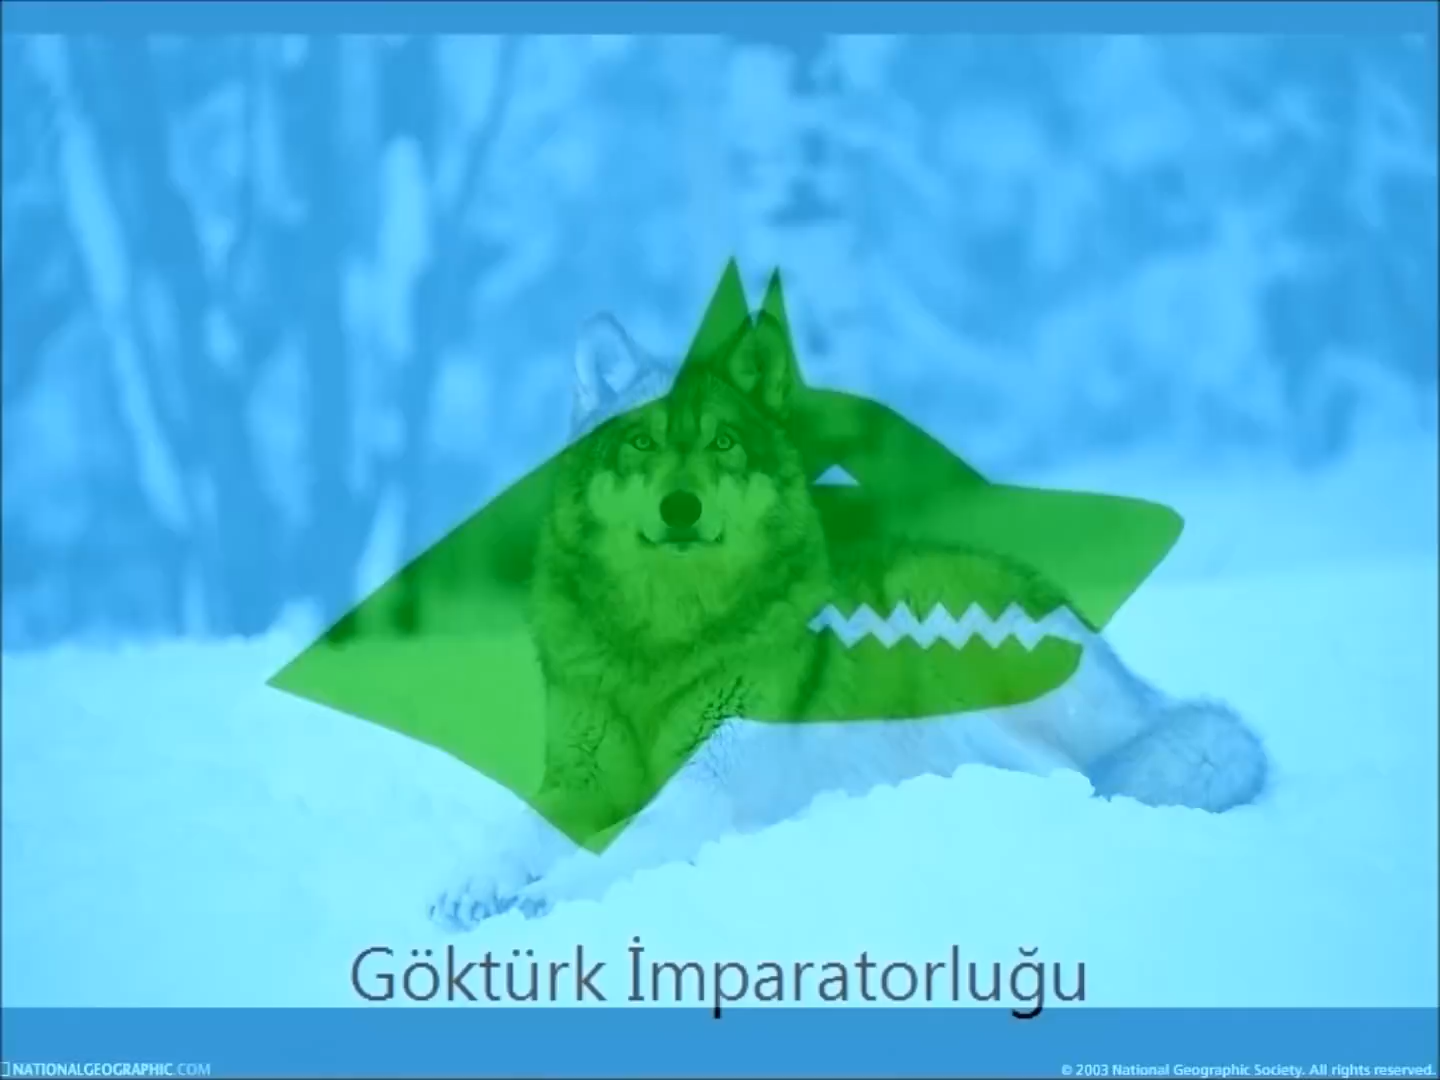 Göktürk İmparatorluğu
NATIONALGEOGRAPHIC.COM
© 2003 National Geographic Society. All rights reserved.